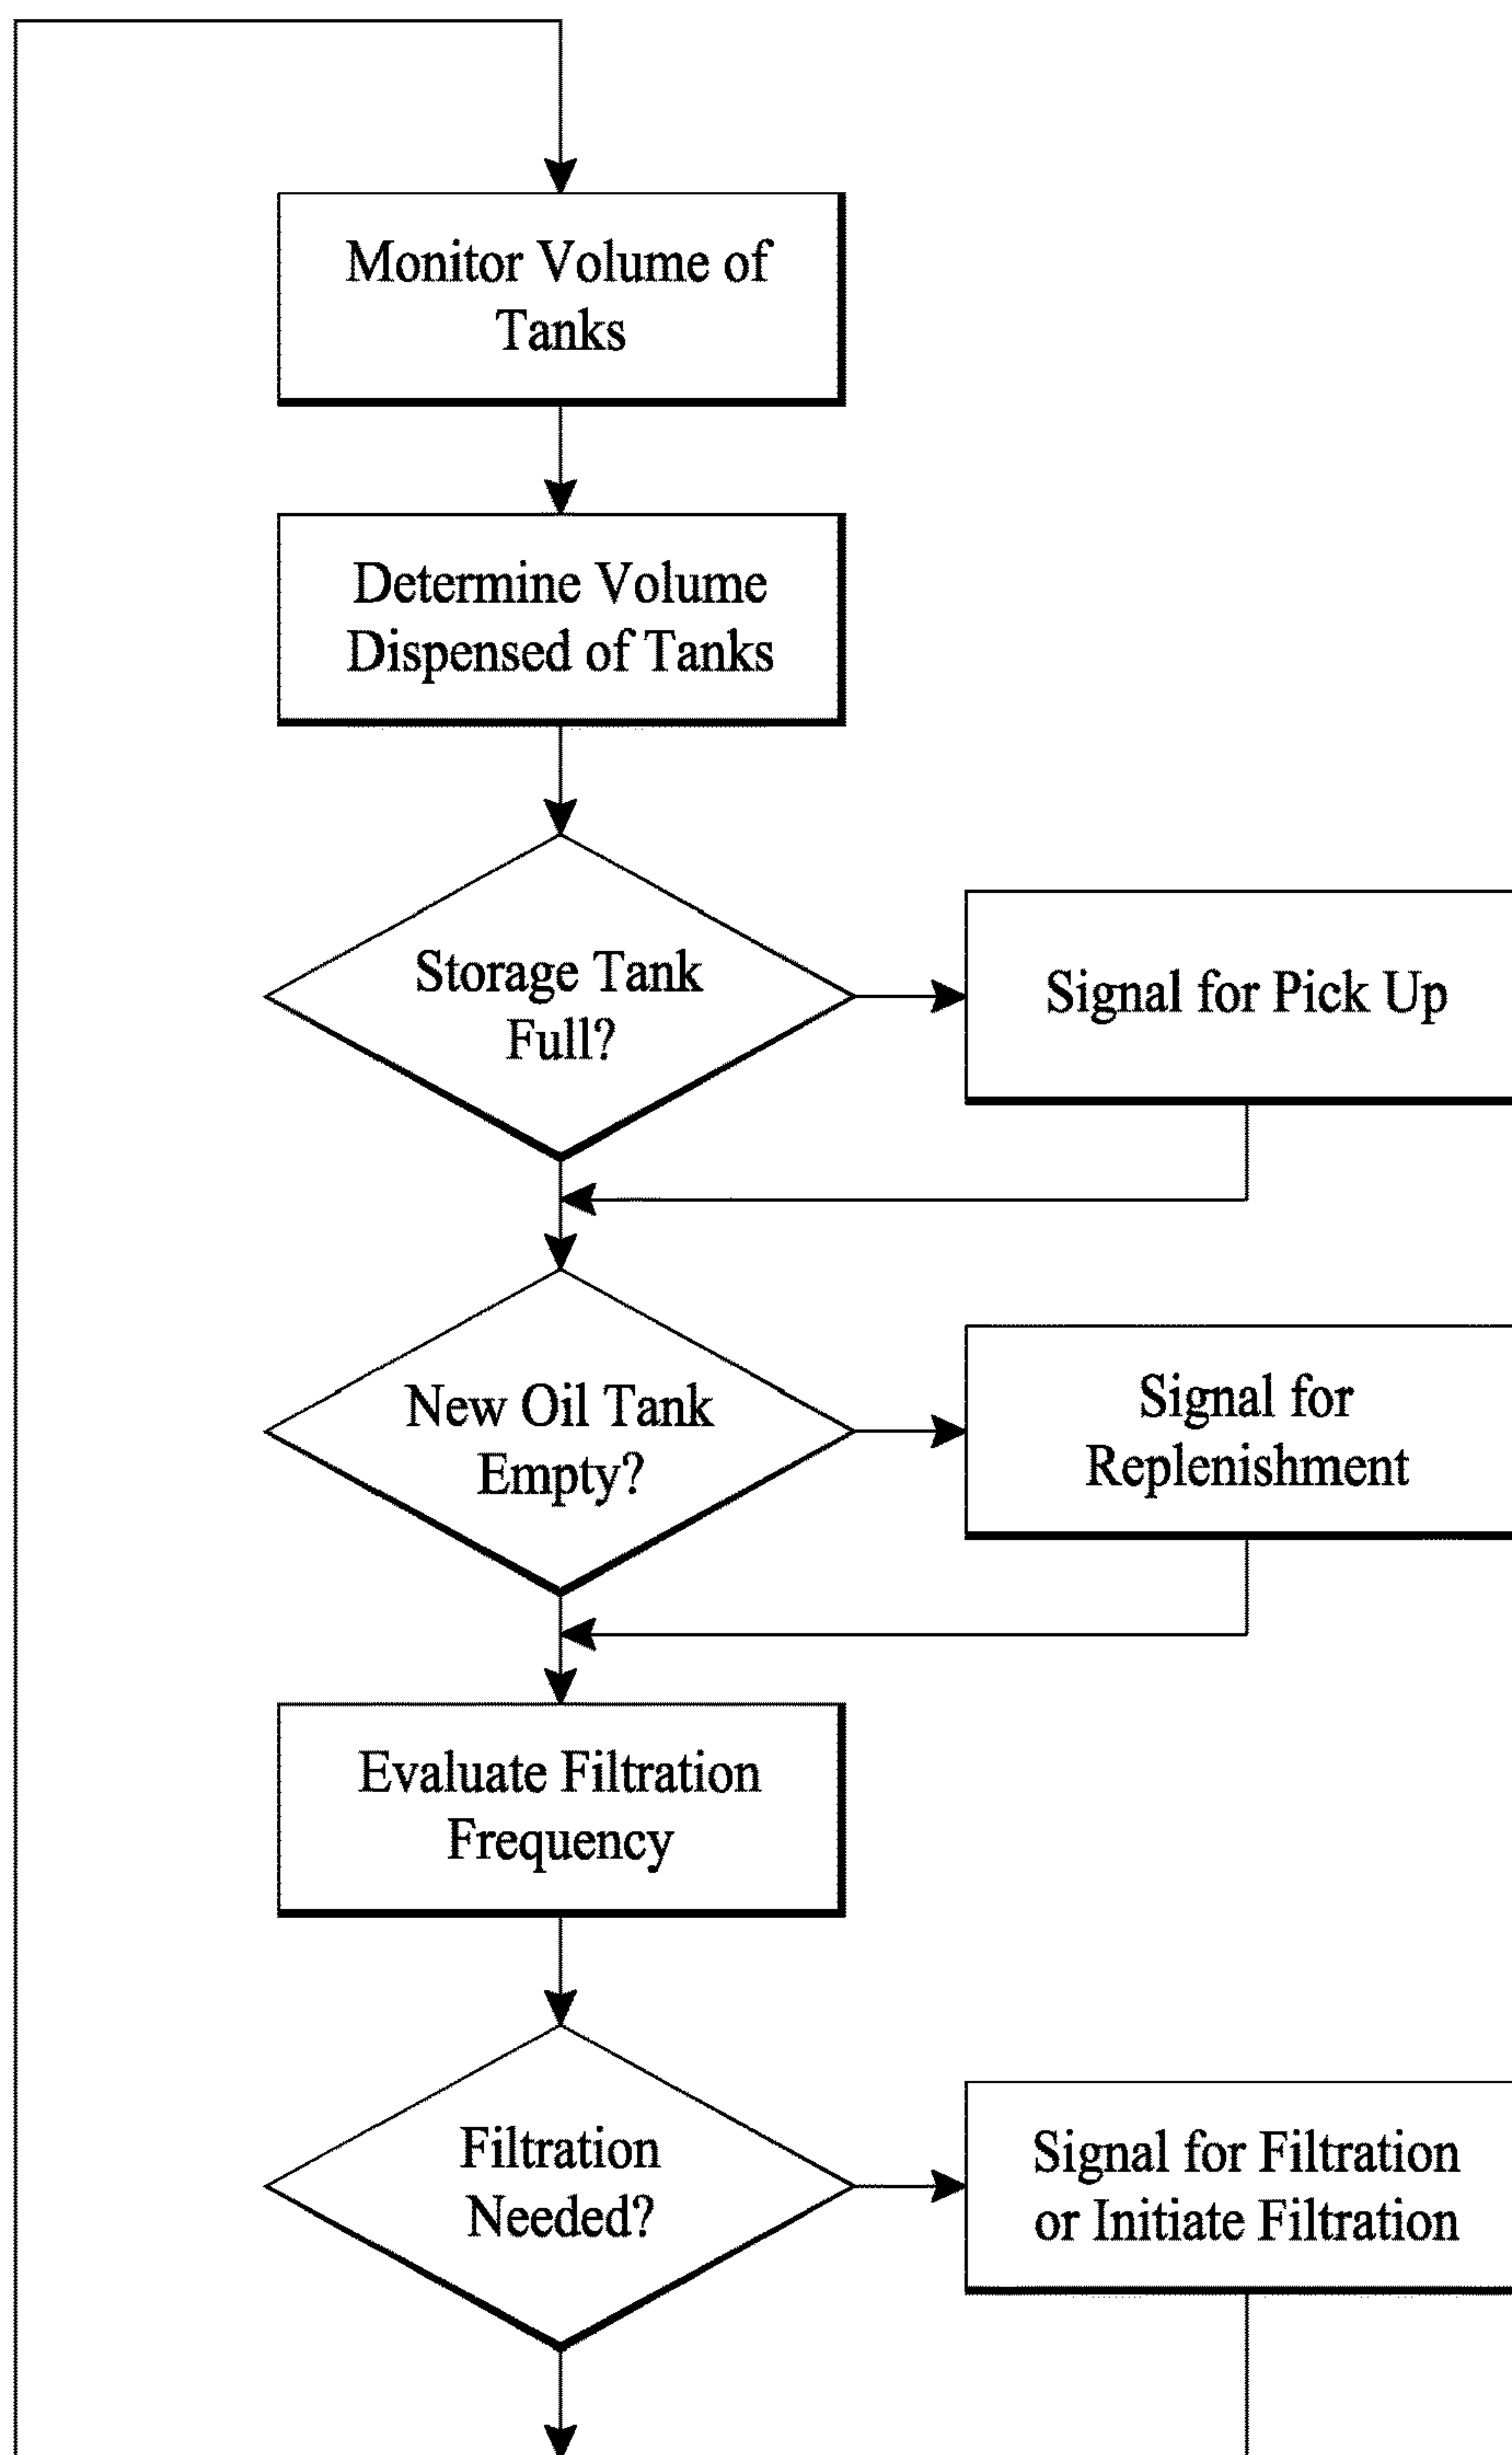 Monitor Volume of
Tanks
Determine Volume
Dispensed of Tanks
Storage Tank
Full?
Signal for Pick Up
New Oil Tank
Empty?
Signal for
Replenishment
Evaluate Filtration
Frequency
Filtration
Needed?
Signal for Filtration
or Initiate Filtration